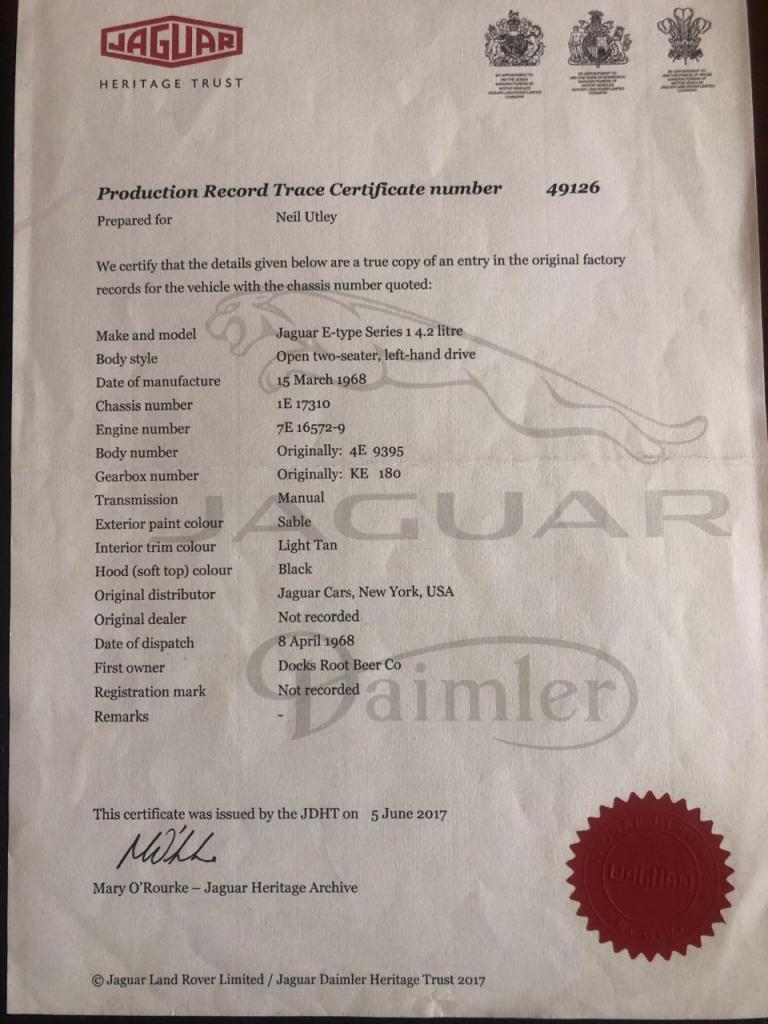 JAGUAR
HERITAGE TRUST
Production Record Trace Certificate number 49126
Prepared for Neil Utley
We certify that the details given below are a true copy of an entry in the original factory
records for the vehicle with the chassis number quoted:
Make and model Jaguar E-type Series 1 4.2 litre
Body style Open two-seater, left-hand drive
Date of manufacture 15 March 1968
Chassis number 1E 17310
Engine number 7E 16572-9
Body number Originally: 4E 9395
Gearbox number Originally: KE 180
Transmission Manual
JAGUAR
Exterior paint colour Sable
Interior trim colour Light Tan
Hood (soft top) colour Black
Original distributor Jaguar Cars, New York, USA
Original dealer Not recorded
Date of dispatch 8 April 1968
First owner Docks Root Beer Co
Registration mark Not recorded
Daimler
Remarks -
This certificate was issued by the JDHT on 5 June 2017
Mary O'Rourke – Jaguar Heritage Archive
JAGUAR
© Jaguar Land Rover Limited / Jaguar Daimler Heritage Trust 2017